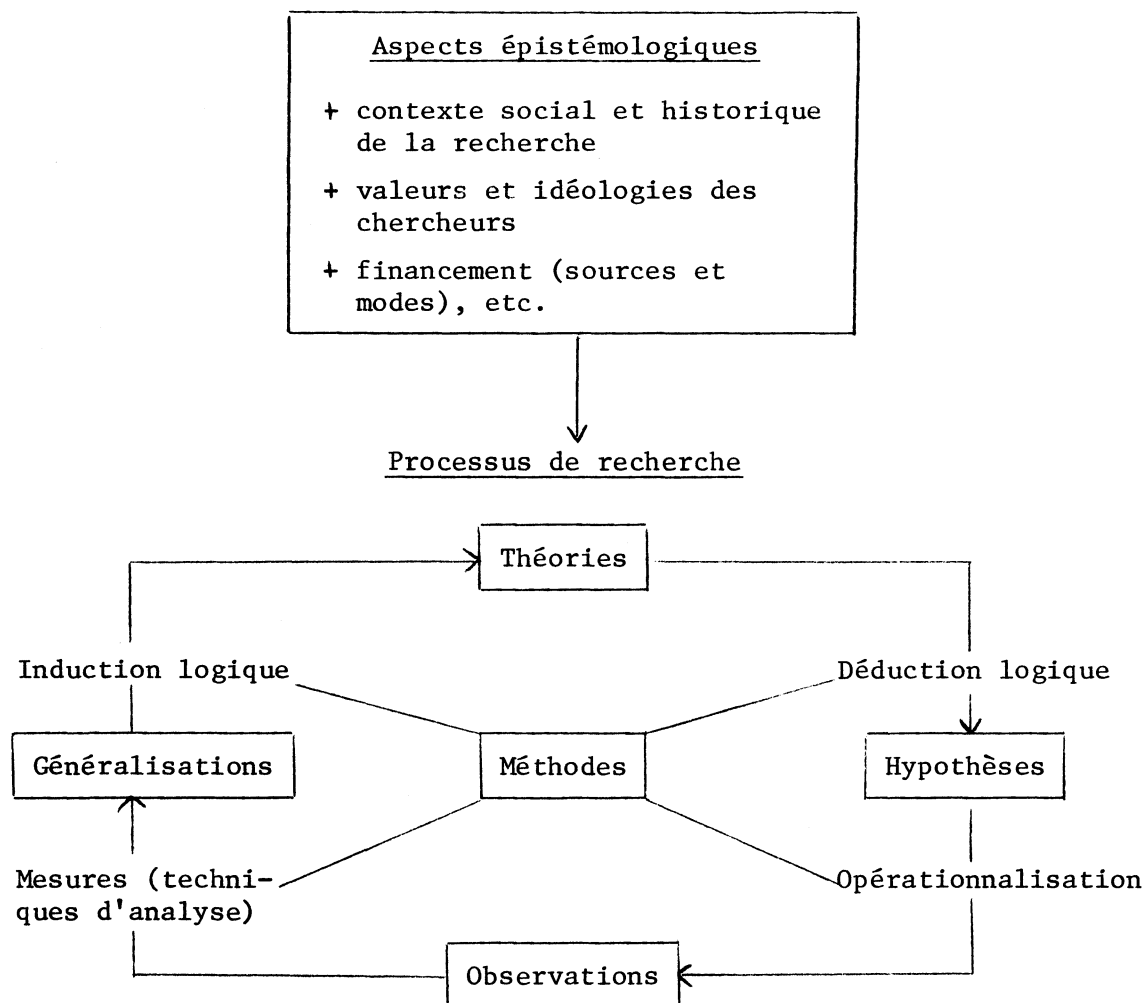 Aspects épistémologiques
+ contexte social et historique
de la recherche
+ valeurs et idéologies des
chercheurs
+ financement (sources et
modes), etc.
Processus de recherche
Théories
Induction logique
Déduction logique
Généralisations
Méthodes
Hypothèses
Mesures (techni-
ques d'analyse)
Opérationnalisation
Observations